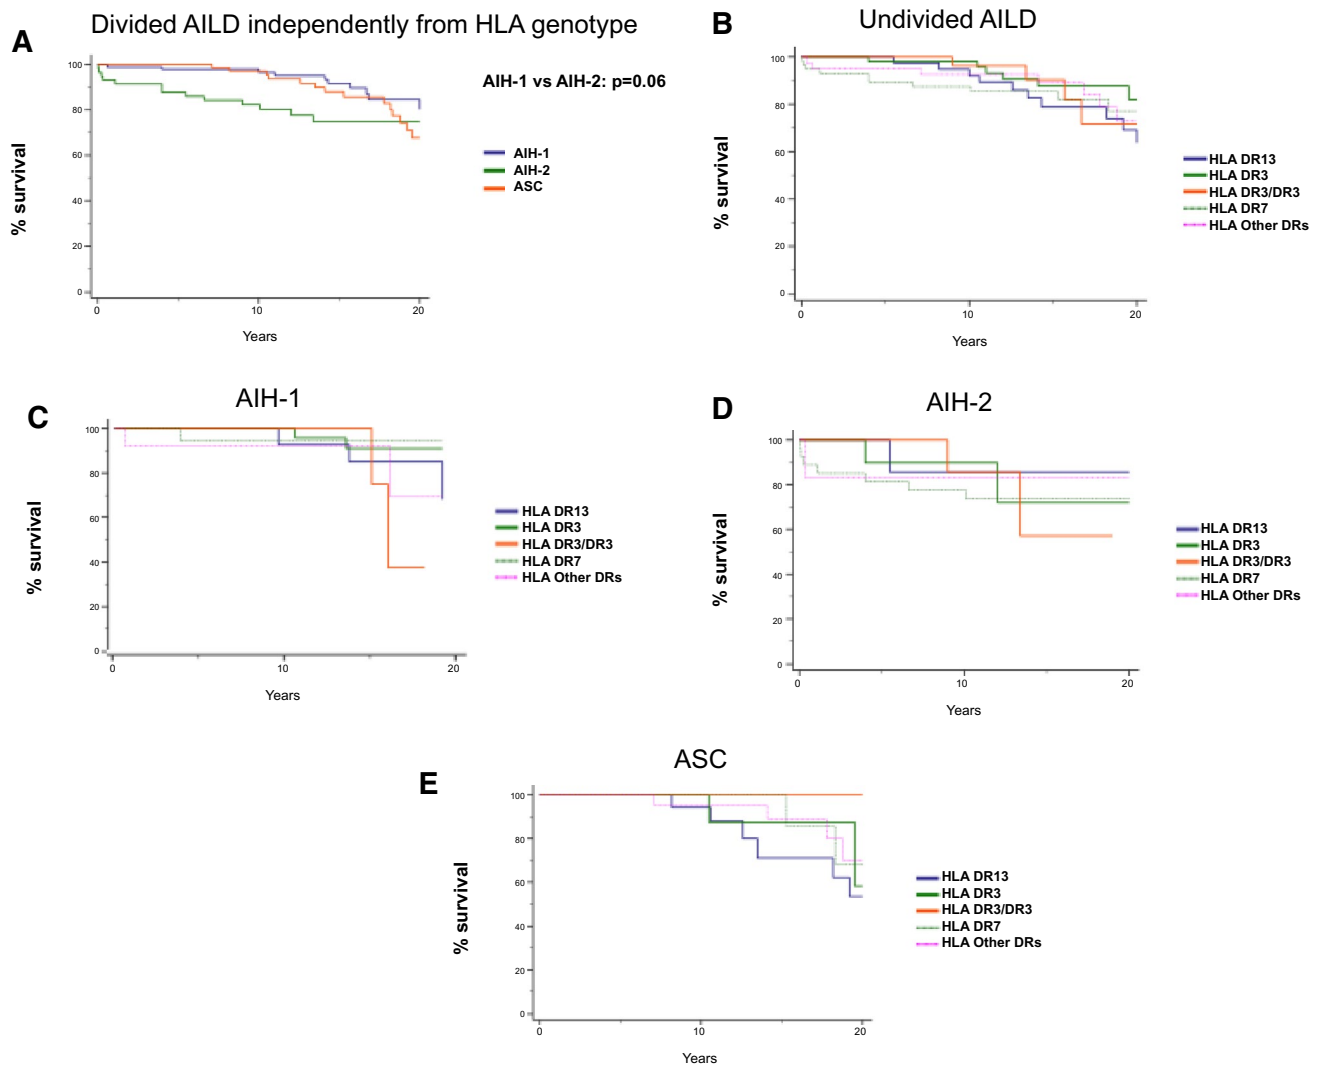 A
Divided AILD independently from HLA genotype
100
80
60
40
20
0
0
10
20
% survival
Years
AIH-1 vs AIH-2: p=0.06
AIH-1
AIH-2
ASC
B
Undivided AILD
100
80
60
40
20
0
0
10
20
% survival
Years
HLA DR13
HLA DR3
HLA DR3/DR3
HLA DR7
HLA Other DRs
C
AIH-1
100
80
60
40
20
0
0
10
20
% survival
Years
HLA DR13
HLA DR3
HLA DR3/DR3
HLA DR7
HLA Other DRs
D
AIH-2
100
80
60
40
20
0
0
10
20
% survival
Years
HLA DR13
HLA DR3
HLA DR3/DR3
HLA DR7
HLA Other DRs
E
ASC
100
80
60
40
20
0
0
10
20
% survival
Years
HLA DR13
HLA DR3
HLA DR3/DR3
HLA DR7
HLA Other DRs